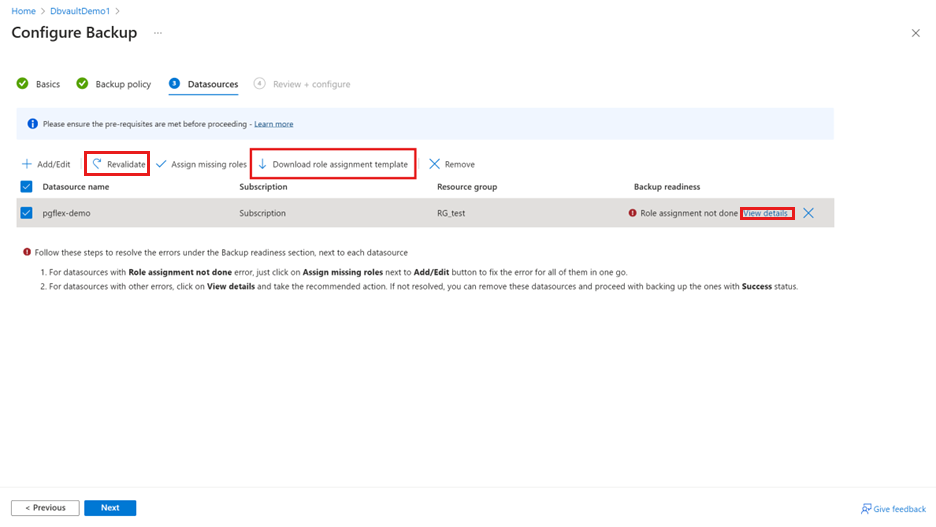 Home > DbvaultDemo1 >
Configure Backup ...
Basics Backup policy 3 Datasources 4 Review + configure
Please ensure the pre-requisites are met before proceeding - Learn more
Add/Edit Revalidate Assign missing roles Download role assignment template Remove
Datasource name Subscription Resource group Backup readiness
pgflex-demo Subscription RG_test Role assignment not done View details
Follow these steps to resolve the errors under the Backup readiness section, next to each datasource
1. For datasources with Role assignment not done error, just click on Assign missing roles next to Add/Edit button to fix the error for all of them in one go.
2. For datasources with other errors, click on View details and take the recommended action. If not resolved, you can remove these datasources and proceed with backing up the ones with Success status.
< Previous Next Give feedback